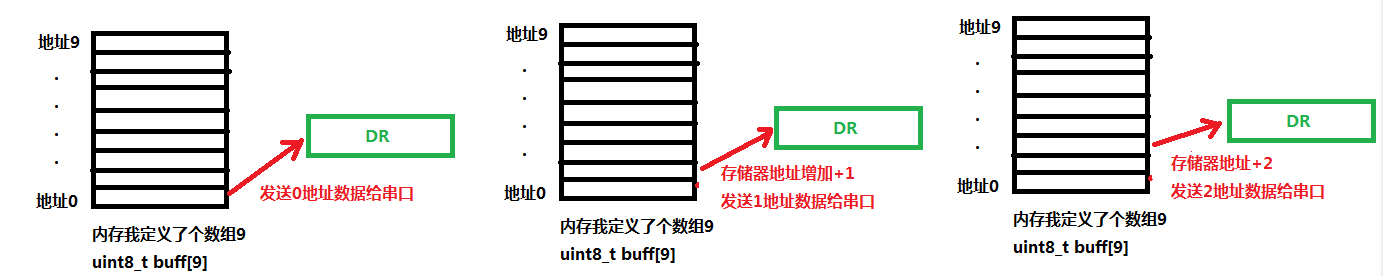 地址9
.
.
.
.
地址0
DR
发送0地址数据给串口
内存我定义了个数组9
uint8_t buff[9]
地址9
.
.
.
.
地址0
DR
存储器地址增加+1
发送1地址数据给串口
内存我定义了个数组9
uint8_t buff[9]
地址9
.
.
.
.
地址0
DR
存储器地址+2
发送2地址数据给串口
内存我定义了个数组9
uint8_t buff[9]